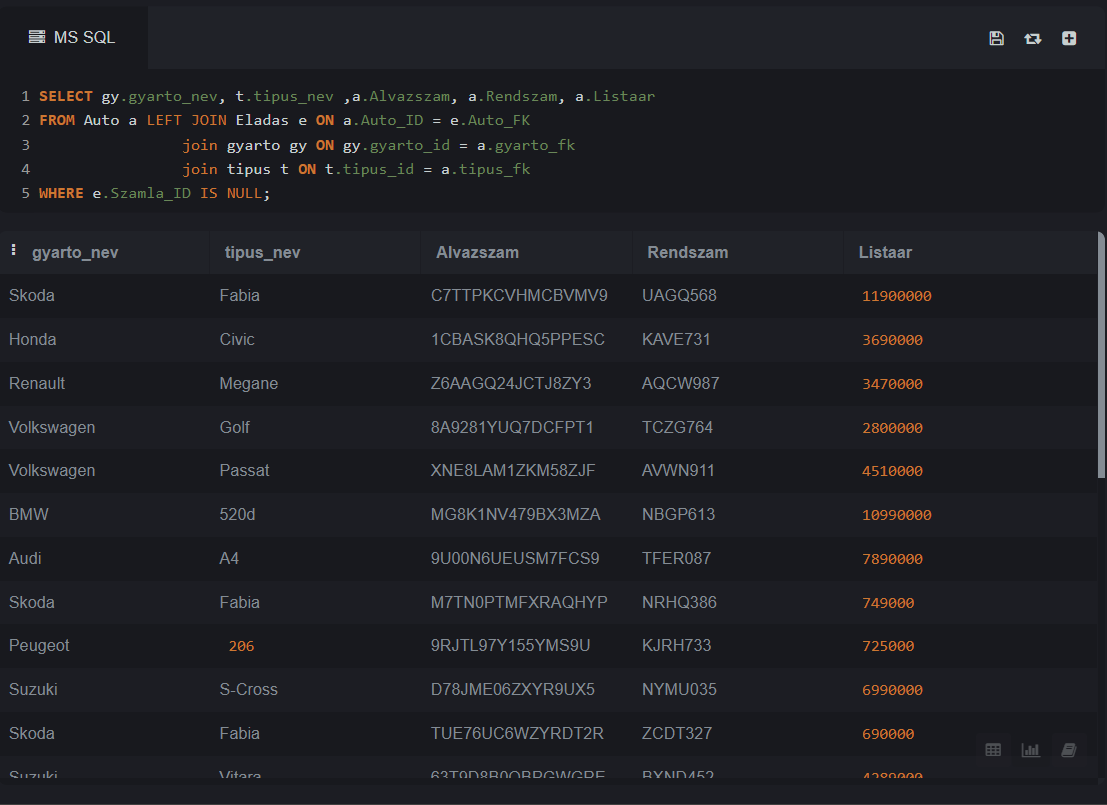 MS SQL
1 SELECT gy.gyarto_nev, t.tipus_nev ,a.Alvazszam, a.Rendszam, a.Listaar
2 FROM Auto a LEFT JOIN Eladas e ON a.Auto_ID = e.Auto_FK
3 join gyarto gy ON gy.gyarto_id = a.gyarto_fk
4 join tipus t ON t.tipus_id = a.tipus_fk
5 WHERE e.Szamla_ID IS NULL;
gyarto_nev tipus_nev Alvazszam Rendszam Listaar
Skoda Fabia C7TTPKCVHMCBVMV9 UAGQ568 11900000
Honda Civic 1CBASK8QHQ5PPESC KAVE731 3690000
Renault Megane Z6AAGQ24JCTJ8ZY3 AQCW987 3470000
Volkswagen Golf 8A9281YUQ7DCFPT1 TCZG764 2800000
Volkswagen Passat XNE8LAM1ZKM58ZJF AVWN911 4510000
BMW 520d MG8K1NV479BX3MZA NBGP613 10990000
Audi A4 9U00N6UEUSM7FCS9 TFER087 7890000
Skoda Fabia M7TN0PTMFXRAQHYP NRHQ386 749000
Peugeot 206 9RJTL97Y155YMS9U KJRH733 725000
Suzuki S-Cross D78JME06ZXYR9UX5 NYMU035 6990000
Skoda Fabia TUE76UC6WZYRDT2R ZCDT327 690000
Suzuki Vitara BXND452 4289000